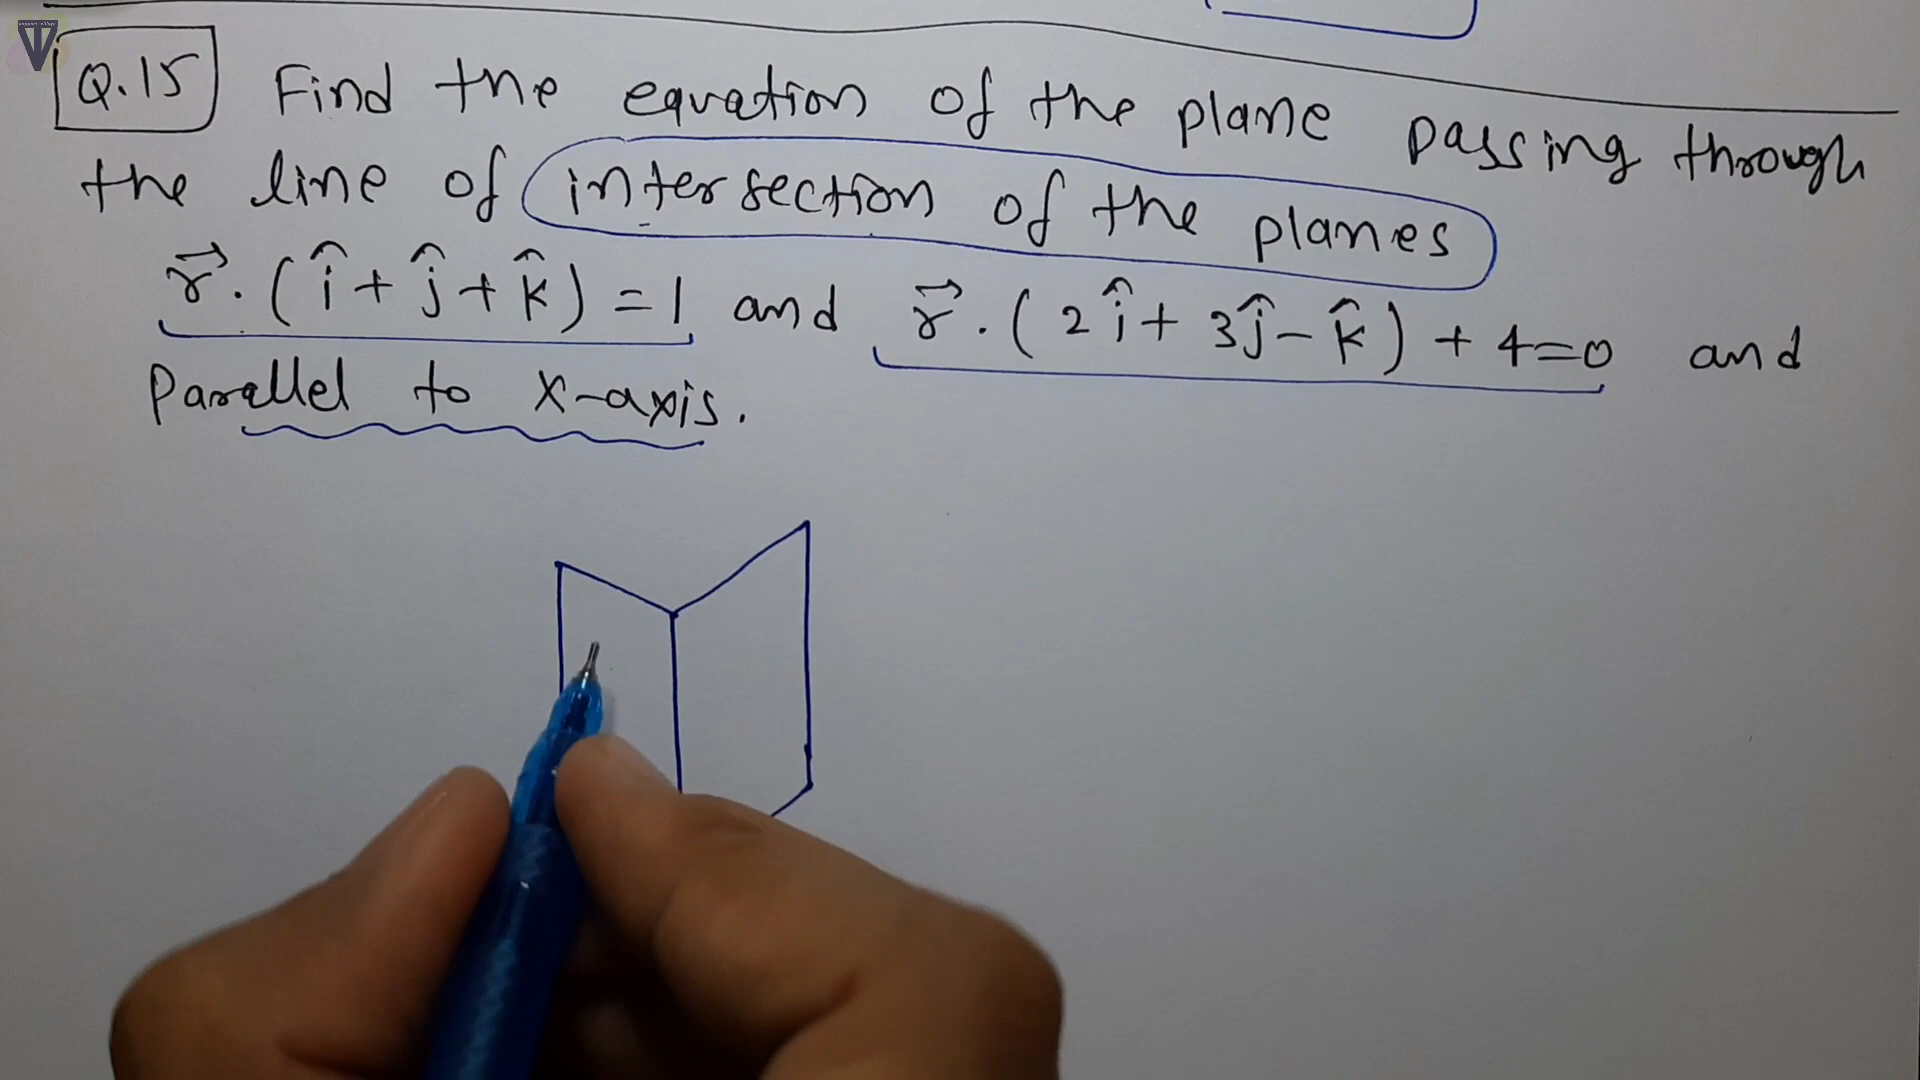 Q.15 Find the equation of the plane passing through
the line of intersection of the planes
r⃗.(î+ĵ+k̂)=1 and r⃗.(2î+3ĵ-k̂)+4=0 and
Parallel to X-axis.